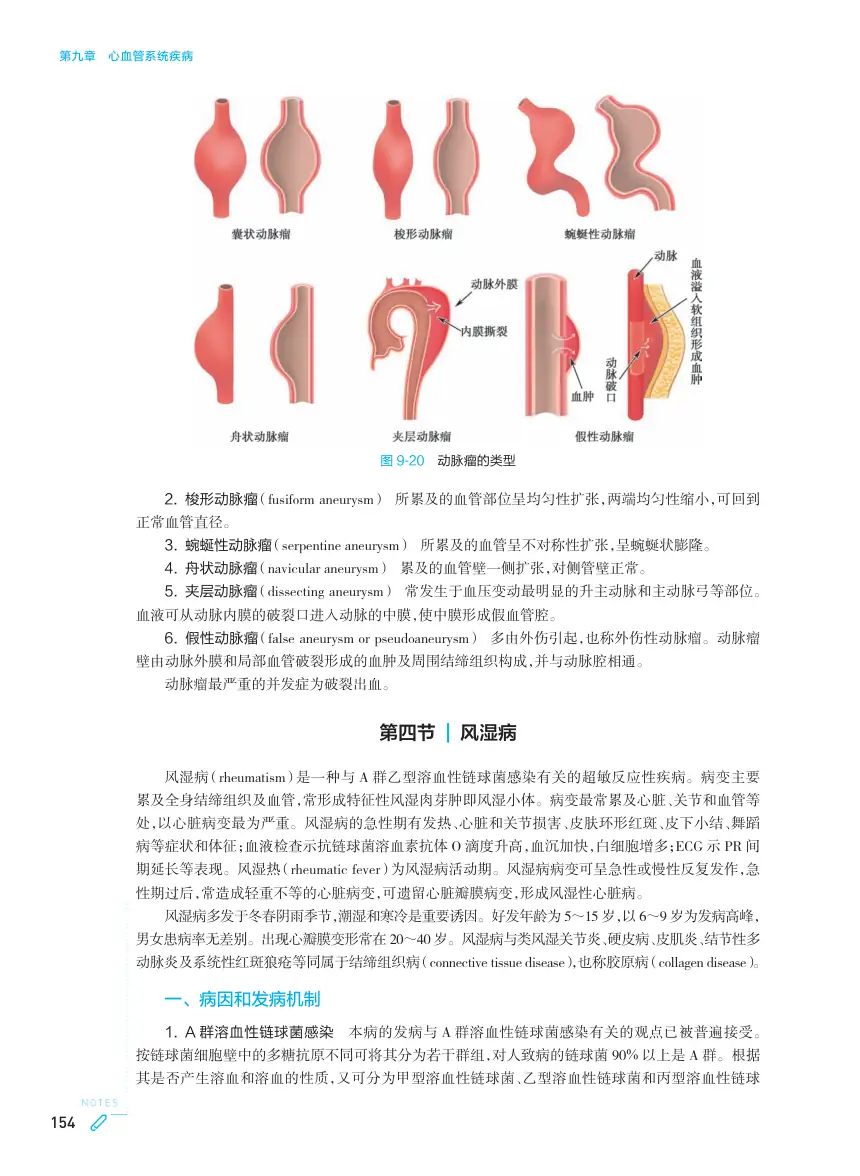 第九章 心血管系统疾病
囊状动脉瘤
梭形动脉瘤
蜿蜒性动脉瘤
动脉外膜
内膜撕裂
血肿
动脉
动脉破口
血液溢入软组织形成血肿
舟状动脉瘤
夹层动脉瘤
假性动脉瘤
图 9-20 动脉瘤的类型
2. 梭形动脉瘤(fusiform aneurysm) 所累及的血管部位呈均匀性扩张,两端均匀性缩小,可回到
正常血管直径。
3. 蜿蜒性动脉瘤(serpentine aneurysm) 所累及的血管呈不对称性扩张,呈蜿蜒状膨隆。
4. 舟状动脉瘤(navicular aneurysm) 累及的血管壁一侧扩张,对侧管壁正常。
5. 夹层动脉瘤(dissecting aneurysm) 常发生于血压变动最明显的升主动脉和主动脉弓等部位。
血液可从动脉内膜的破裂口进入动脉的中膜,使中膜形成假血管腔。
6. 假性动脉瘤(false aneurysm or pseudoaneurysm) 多由外伤引起,也称外伤性动脉瘤。动脉瘤
壁由动脉外膜和局部血管破裂形成的血肿及周围结缔组织构成,并与动脉腔相通。
动脉瘤最严重的并发症为破裂出血。
第四节 | 风湿病
风湿病(rheumatism)是一种与 A 群乙型溶血性链球菌感染有关的超敏反应性疾病。病变主要
累及全身结缔组织及血管,常形成特征性风湿肉芽肿即风湿小体。病变最常累及心脏、关节和血管等
处,以心脏病变最为严重。风湿病的急性期有发热、心脏和关节损害、皮肤环形红斑、皮下小结、舞蹈
病等症状和体征;血液检查示抗链球菌溶血素抗体 O 滴度升高,血沉加快,白细胞增多;ECG 示 PR 间
期延长等表现。风湿热(rheumatic fever)为风湿病活动期。风湿病病变可呈急性或慢性反复发作,急
性期过后,常造成轻重不等的心脏病变,可遗留心脏瓣膜病变,形成风湿性心脏病。
风湿病多发于冬春阴雨季节,潮湿和寒冷是重要诱因。好发年龄为 5～15 岁,以 6～9 岁为发病高峰,
男女患病率无差别。出现心瓣膜变形常在 20～40 岁。风湿病与类风湿关节炎、硬皮病、皮肌炎、结节性多
动脉炎及系统性红斑狼疮等同属于结缔组织病(connective tissue disease),也称胶原病(collagen disease)。
一、病因和发病机制
1. A 群溶血性链球菌感染 本病的发病与 A 群溶血性链球菌感染有关的观点已被普遍接受。
按链球菌细胞壁中的多糖抗原不同可将其分为若干群组,对人致病的链球菌 90% 以上是 A 群。根据
其是否产生溶血和溶血的性质,又可分为甲型溶血性链球菌、乙型溶血性链球菌和丙型溶血性链球
NOTES
154